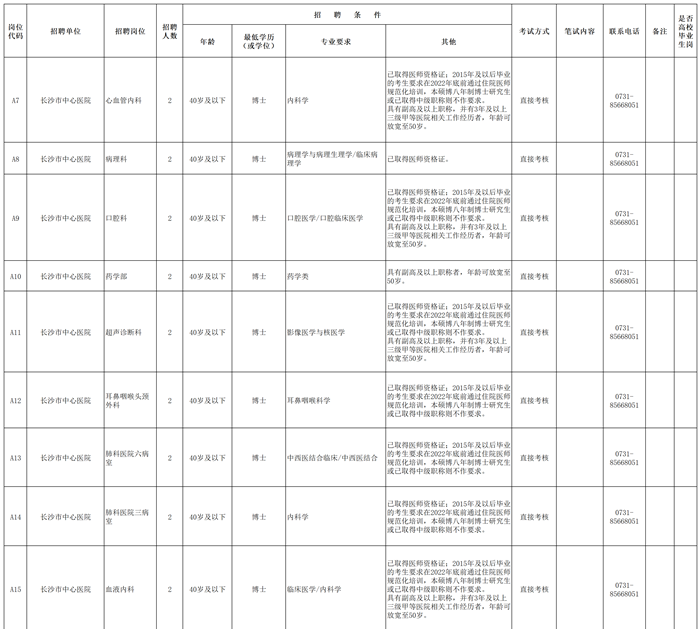 岗位代码 招聘单位 招聘岗位 招聘人数 招 聘 条 件 考试方式 笔试内容 联系电话 备注 是否高校毕业生岗
年龄 最低学历（或学位） 专业要求 其他
A7 长沙市中心医院 心血管内科 2 40岁及以下 博士 内科学 已取得医师资格证；2015年及以后毕业的考生要求在2022年底前通过住院医师规范化培训，本硕博八年制博士研究生或已取得中级职称则不作要求。具有副高及以上职称，并有3年及以上三级甲等医院相关工作经历者，年龄可放宽至50岁。 直接考核 0731-85668051
A8 长沙市中心医院 病理科 2 40岁及以下 博士 病理学与病理生理学/临床病理学 已取得医师资格证。 直接考核 0731-85668051
A9 长沙市中心医院 口腔科 2 40岁及以下 博士 口腔医学/口腔临床医学 已取得医师资格证；2015年及以后毕业的考生要求在2022年底前通过住院医师规范化培训，本硕博八年制博士研究生或已取得中级职称则不作要求。具有副高及以上职称，并有3年及以上三级甲等医院相关工作经历者，年龄可放宽至50岁。 直接考核 0731-85668051
A10 长沙市中心医院 药学部 2 40岁及以下 博士 药学类 具有副高及以上职称者，年龄可放宽至50岁。 直接考核 0731-85668051
A11 长沙市中心医院 超声诊断科 2 40岁及以下 博士 影像医学与核医学 已取得医师资格证；2015年及以后毕业的考生要求在2022年底前通过住院医师规范化培训，本硕博八年制博士研究生或已取得中级职称则不作要求。具有副高及以上职称，并有3年及以上三级甲等医院相关工作经历者，年龄可放宽至50岁。 直接考核 0731-85668051
A12 长沙市中心医院 耳鼻咽喉头颈外科 2 40岁及以下 博士 耳鼻咽喉科学 已取得医师资格证；2015年及以后毕业的考生要求在2022年底前通过住院医师规范化培训，本硕博八年制博士研究生或已取得中级职称则不作要求。 直接考核 0731-85668051
A13 长沙市中心医院 肺科医院六病室 2 40岁及以下 博士 中西医结合临床/中西医结合 已取得医师资格证；2015年及以后毕业的考生要求在2022年底前通过住院医师规范化培训，本硕博八年制博士研究生或已取得中级职称则不作要求。 直接考核 0731-85668051
A14 长沙市中心医院 肺科医院三病室 2 40岁及以下 博士 内科学 已取得医师资格证；2015年及以后毕业的考生要求在2022年底前通过住院医师规范化培训，本硕博八年制博士研究生或已取得中级职称则不作要求。 直接考核 0731-85668051
A15 长沙市中心医院 血液内科 2 40岁及以下 博士 临床医学/内科学 已取得医师资格证；2015年及以后毕业的考生要求在2022年底前通过住院医师规范化培训，本硕博八年制博士研究生或已取得中级职称则不作要求。具有副高及以上职称，并有3年及以上三级甲等医院相关工作经历者，年龄可放宽至50岁。 直接考核 0731-85668051